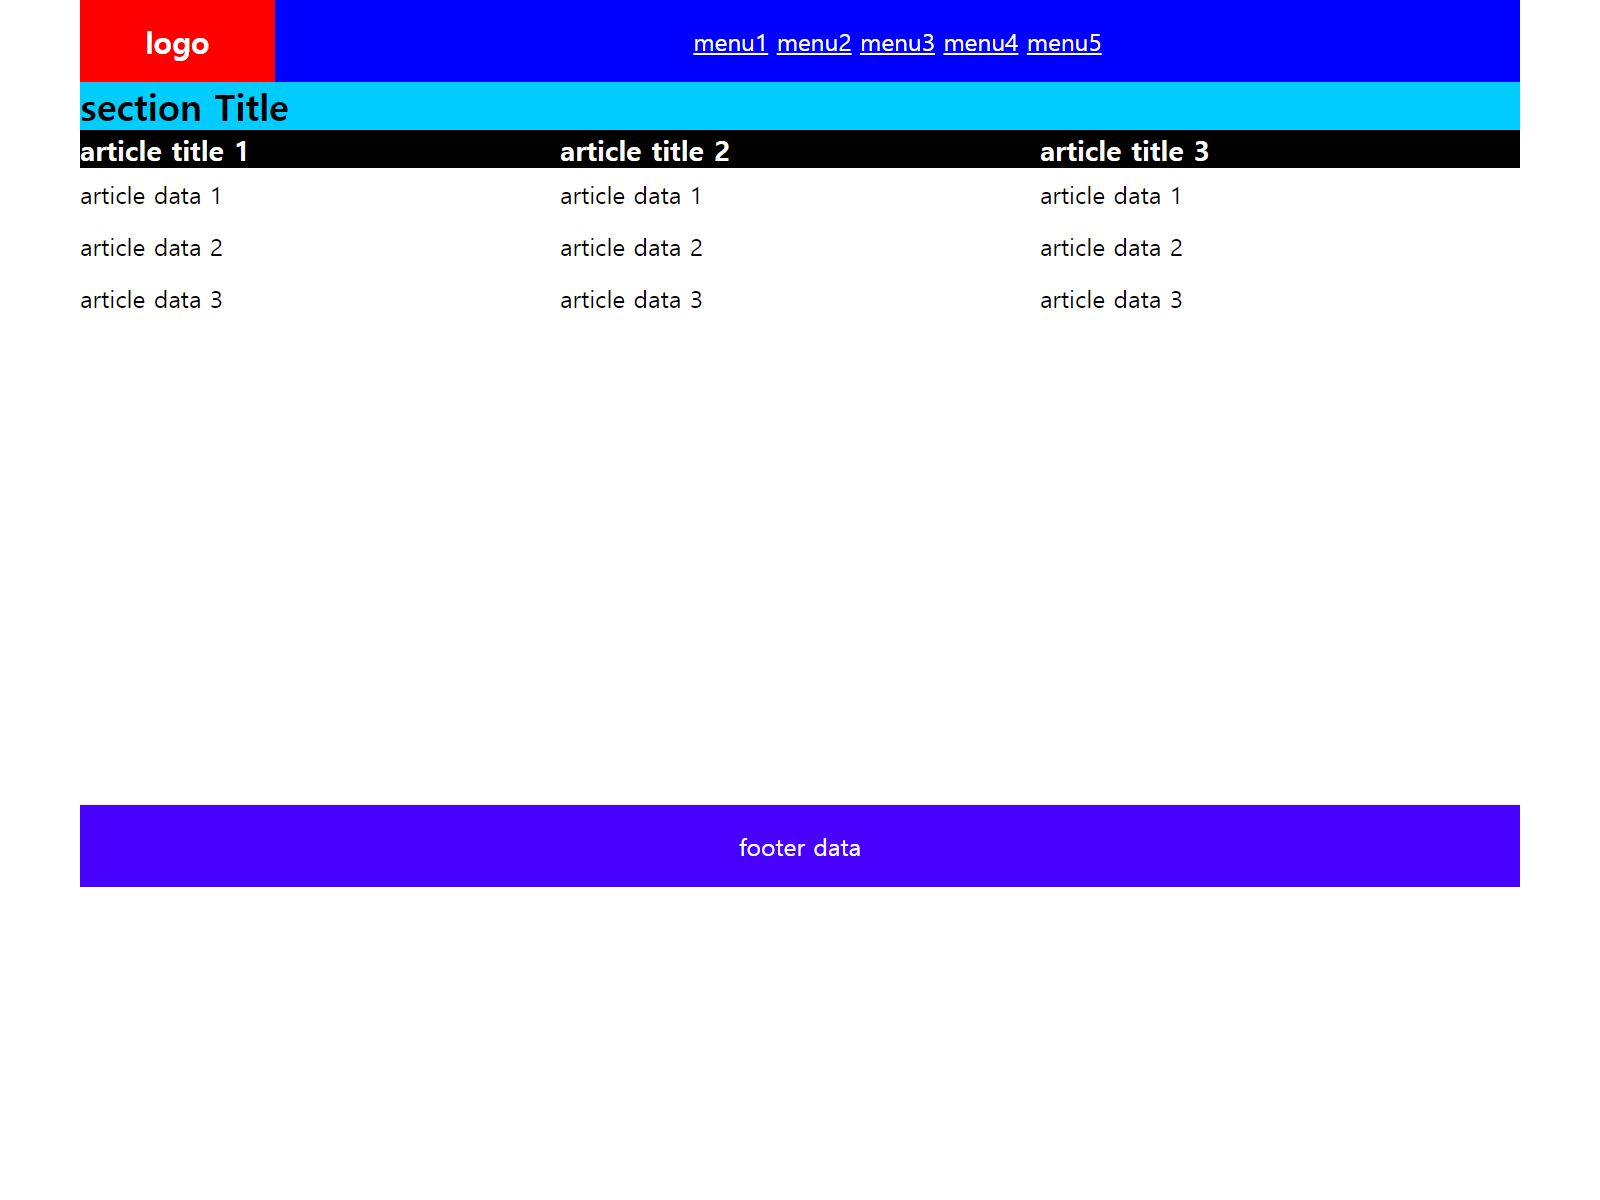 logo
menu1 menu2 menu3 menu4 menu5
section Title
article title 1
article data 1
article data 2
article data 3
article title 2
article data 1
article data 2
article data 3
article title 3
article data 1
article data 2
article data 3
footer data